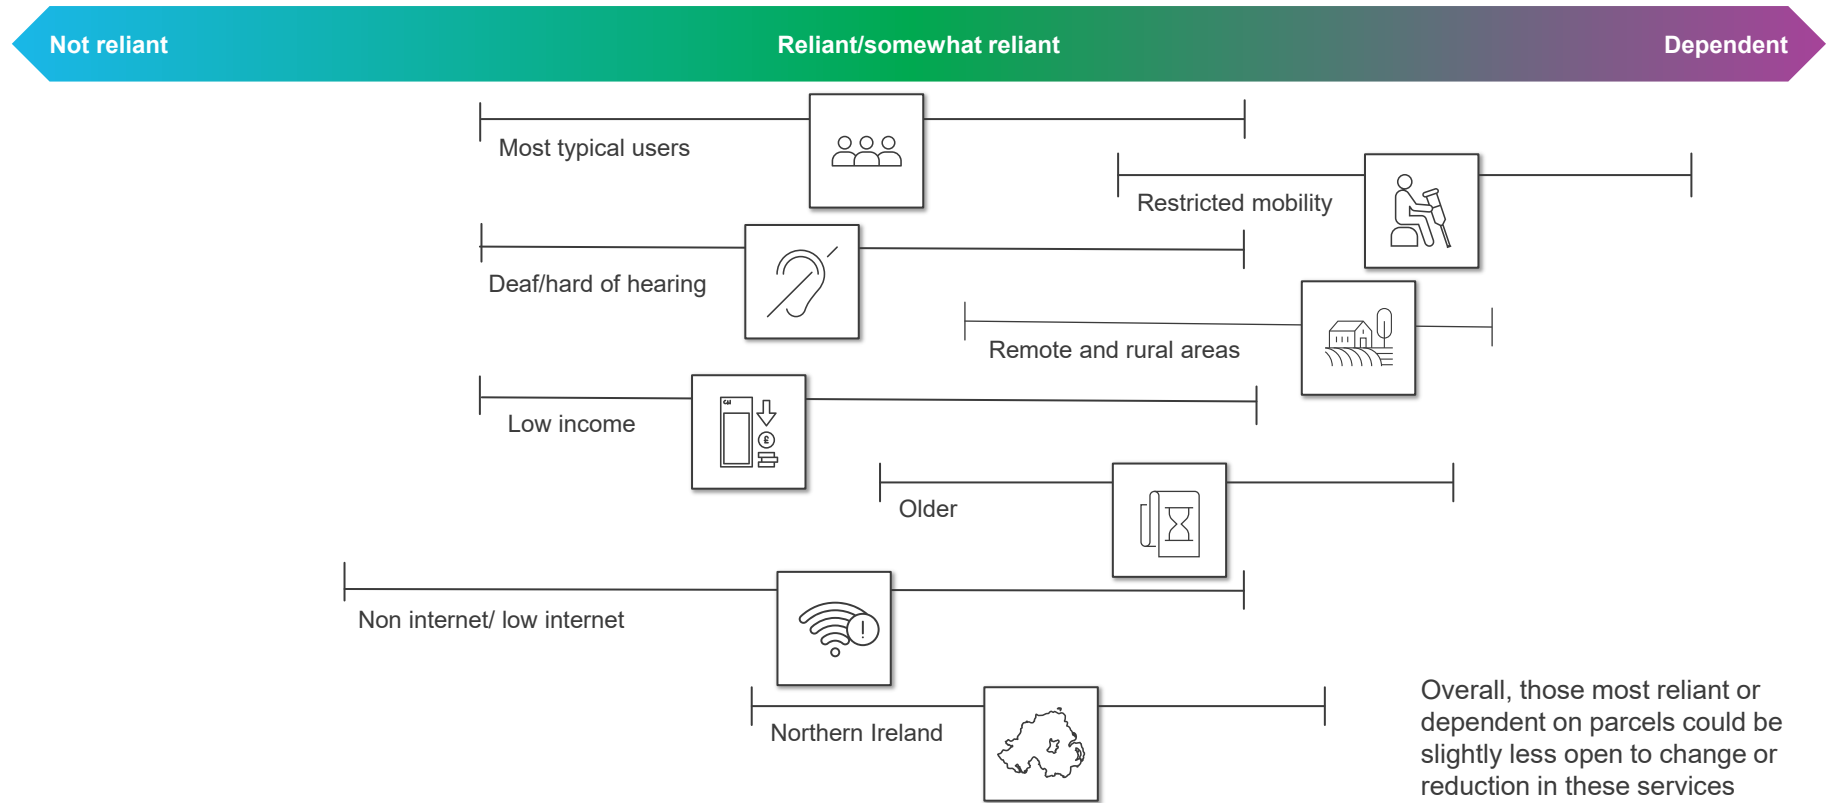 Not reliant
Reliant/somewhat reliant
Dependent
Most typical users
Restricted mobility
Deaf/hard of hearing
Remote and rural areas
Low income
£
Older
Non internet/ low internet
!
Northern Ireland
Overall, those most reliant or
dependent on parcels could be
slightly less open to change or
reduction in these services